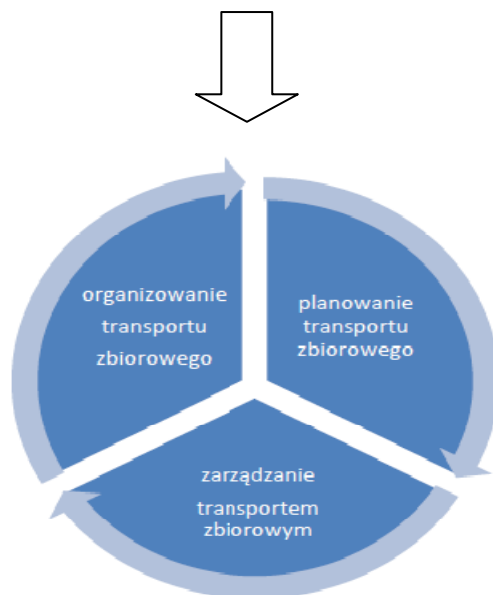 organizowanie
transportu
zbiorowego
planowanie
transportu
zbiorowego
zarządzanie
transportem
zbiorowym